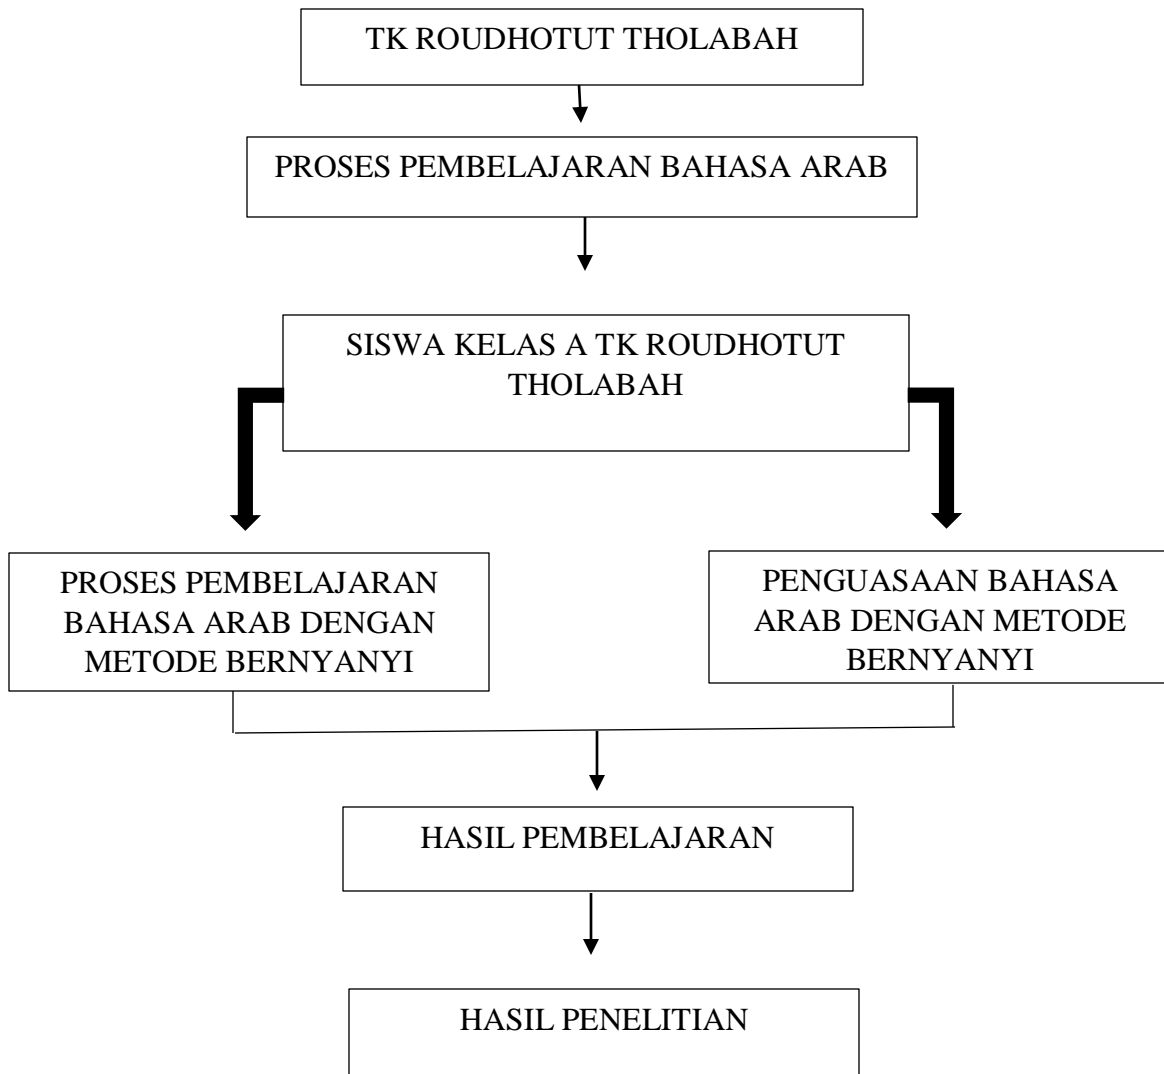 TK ROUDHOTUT THOLABAH
PROSES PEMBELAJARAN BAHASA ARAB
SISWA KELAS A TK ROUDHOTUT
THOLABAH
PROSES PEMBELAJARAN
BAHASA ARAB DENGAN
METODE BERNYANYI
PENGUASAAN BAHASA
ARAB DENGAN METODE
BERNYANYI
HASIL PEMBELAJARAN
HASIL PENELITIAN